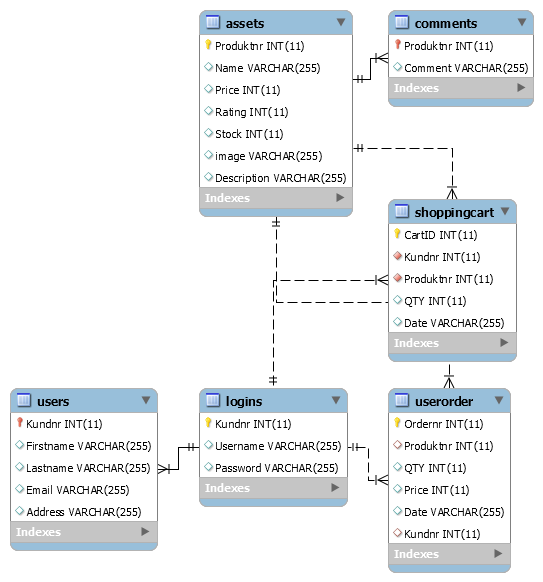 assets
Produktnr INT(11)
Name VARCHAR(255)
Price INT(11)
Rating INT(11)
Stock INT(11)
image VARCHAR(255)
Description VARCHAR(255)
Indexes
comments
Produktnr INT(11)
Comment VARCHAR(255)
Indexes
shoppingcart
CartID INT(11)
Kundnr INT(11)
Produktnr INT(11)
QTY INT(11)
Date VARCHAR(255)
Indexes
users
Kundnr INT(11)
Firstname VARCHAR(255)
Lastname VARCHAR(255)
Email VARCHAR(255)
Address VARCHAR(255)
Indexes
logins
Kundnr INT(11)
Username VARCHAR(255)
Password VARCHAR(255)
Indexes
userorder
Ordernr INT(11)
Produktnr INT(11)
QTY INT(11)
Price INT(11)
Date VARCHAR(255)
Kundnr INT(11)
Indexes